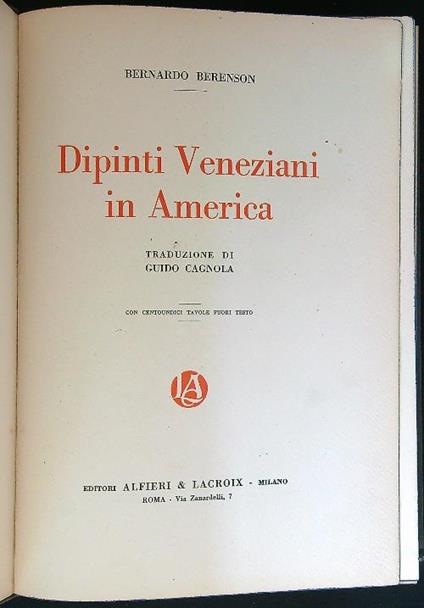 BERNARDO BERENSON
Dipinti Veneziani
in America
TRADUZIONE DI
GUIDO CAGNOLA
CON CENTOUNDICI TAVOLE FUORI TESTO
LA
EDITORI ALFIERI & LACROIX - MILANO
ROMA - Via Zanardelli, 7